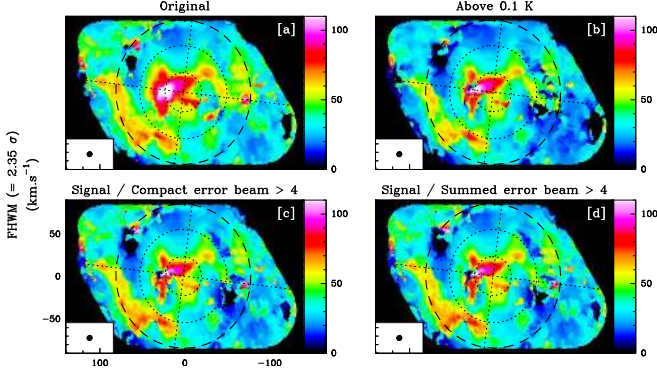 Original
Above 0.1 K
[a]
[b]
100
50
0
100
50
0
FHWM (= 2.35 σ)
(km.s⁻¹)
Signal / Compact error beam > 4
Signal / Summed error beam > 4
[c]
[d]
50
0
−50
100
50
0
100
50
0
100
0
−100